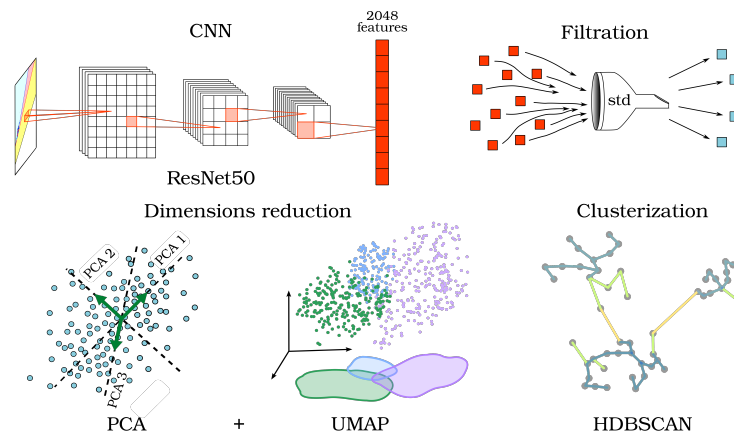 CNN
2048
features
ResNet50
Filtration
std
Dimensions reduction
PCA 2
PCA 1
PCA 3
PCA + UMAP
Clusterization
HDBSCAN